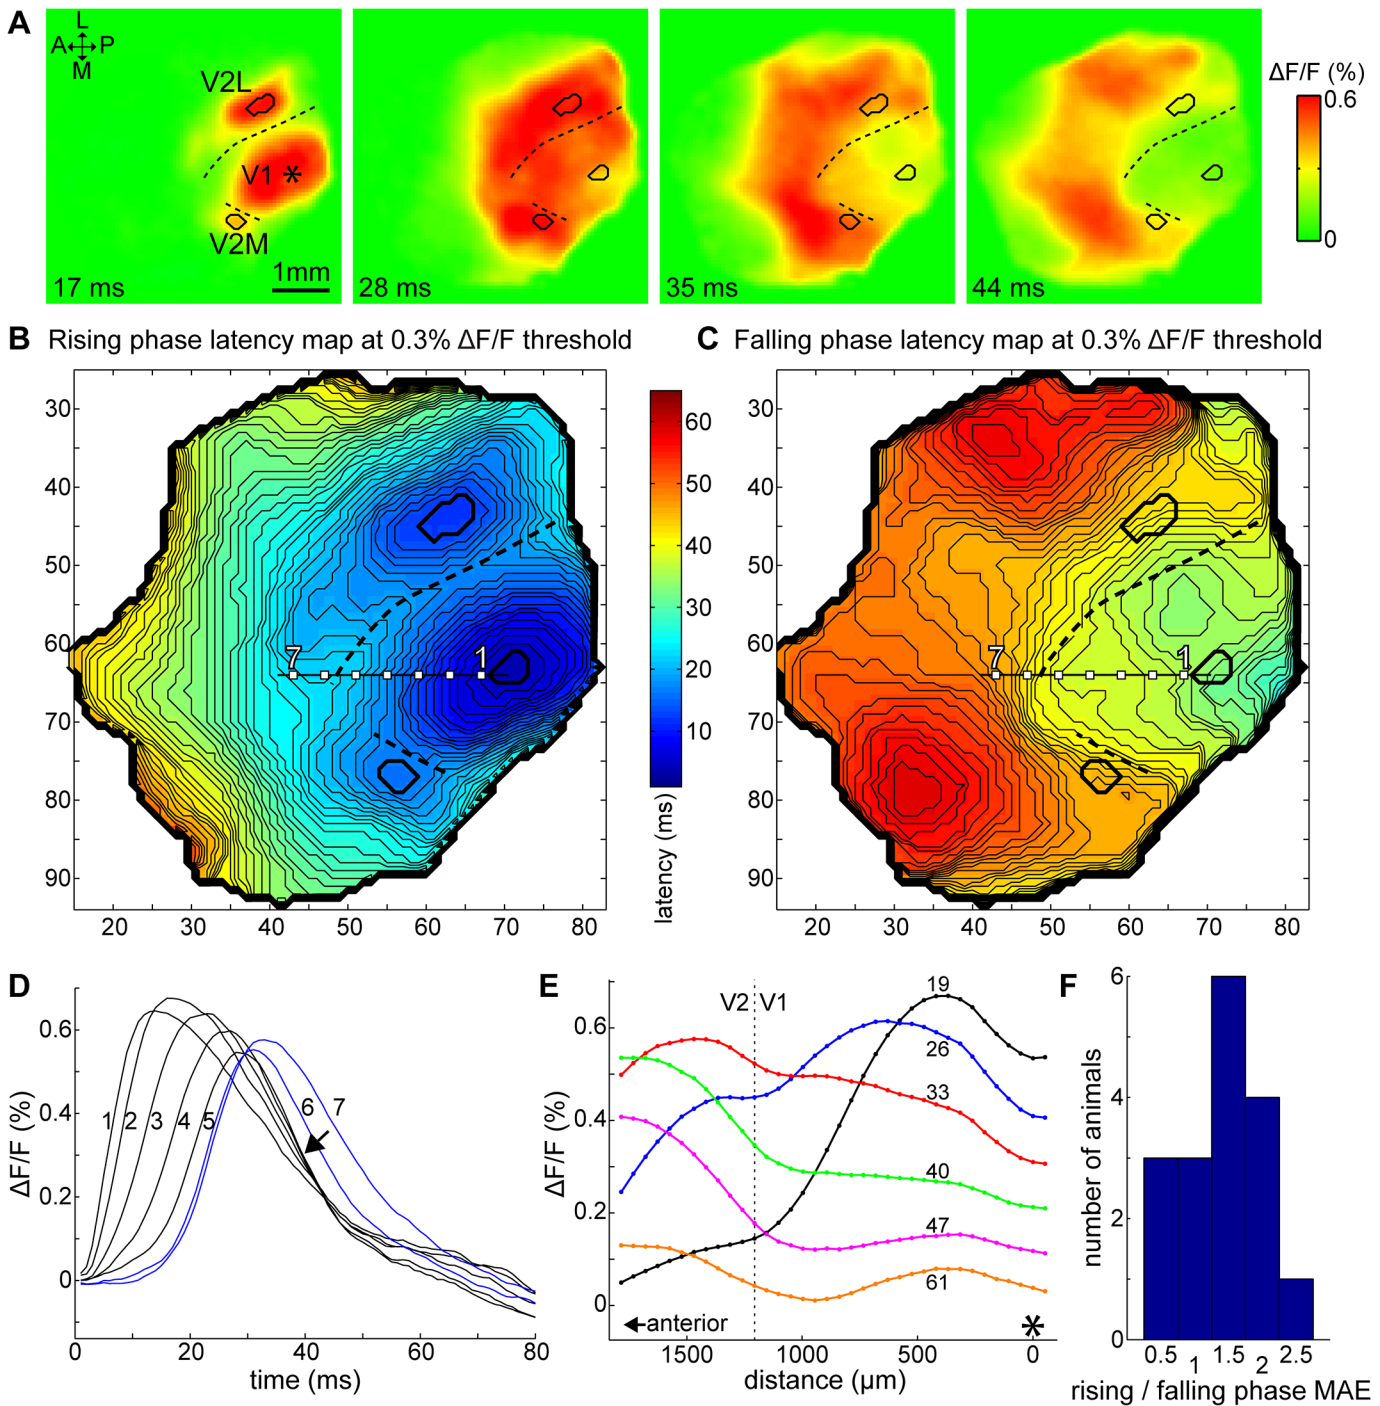 A
L
A P
M
V2L
V1 *
V2M
1mm
17 ms
28 ms
35 ms
44 ms
ΔF/F (%)
0.6
0
B Rising phase latency map at 0.3% ΔF/F threshold
30
40
50
60
70
80
90
20 30 40 50 60 70 80
7 1
60
50
40
30
20
10
latency (ms)
C Falling phase latency map at 0.3% ΔF/F threshold
30
40
50
60
70
80
90
20 30 40 50 60 70 80
7 1
D
ΔF/F (%)
0.6
0.4
0.2
0
1 2 3 4 5 6 7
0 20 40 60 80
time (ms)
E
ΔF/F (%)
0.6
0.4
0.2
0
V2 V1
19
26
33
40
47
61
anterior *
1500 1000 500 0
distance (μm)
F
number of animals
6
4
2
0
0.5 1 1.5 2 2.5
rising / falling phase MAE